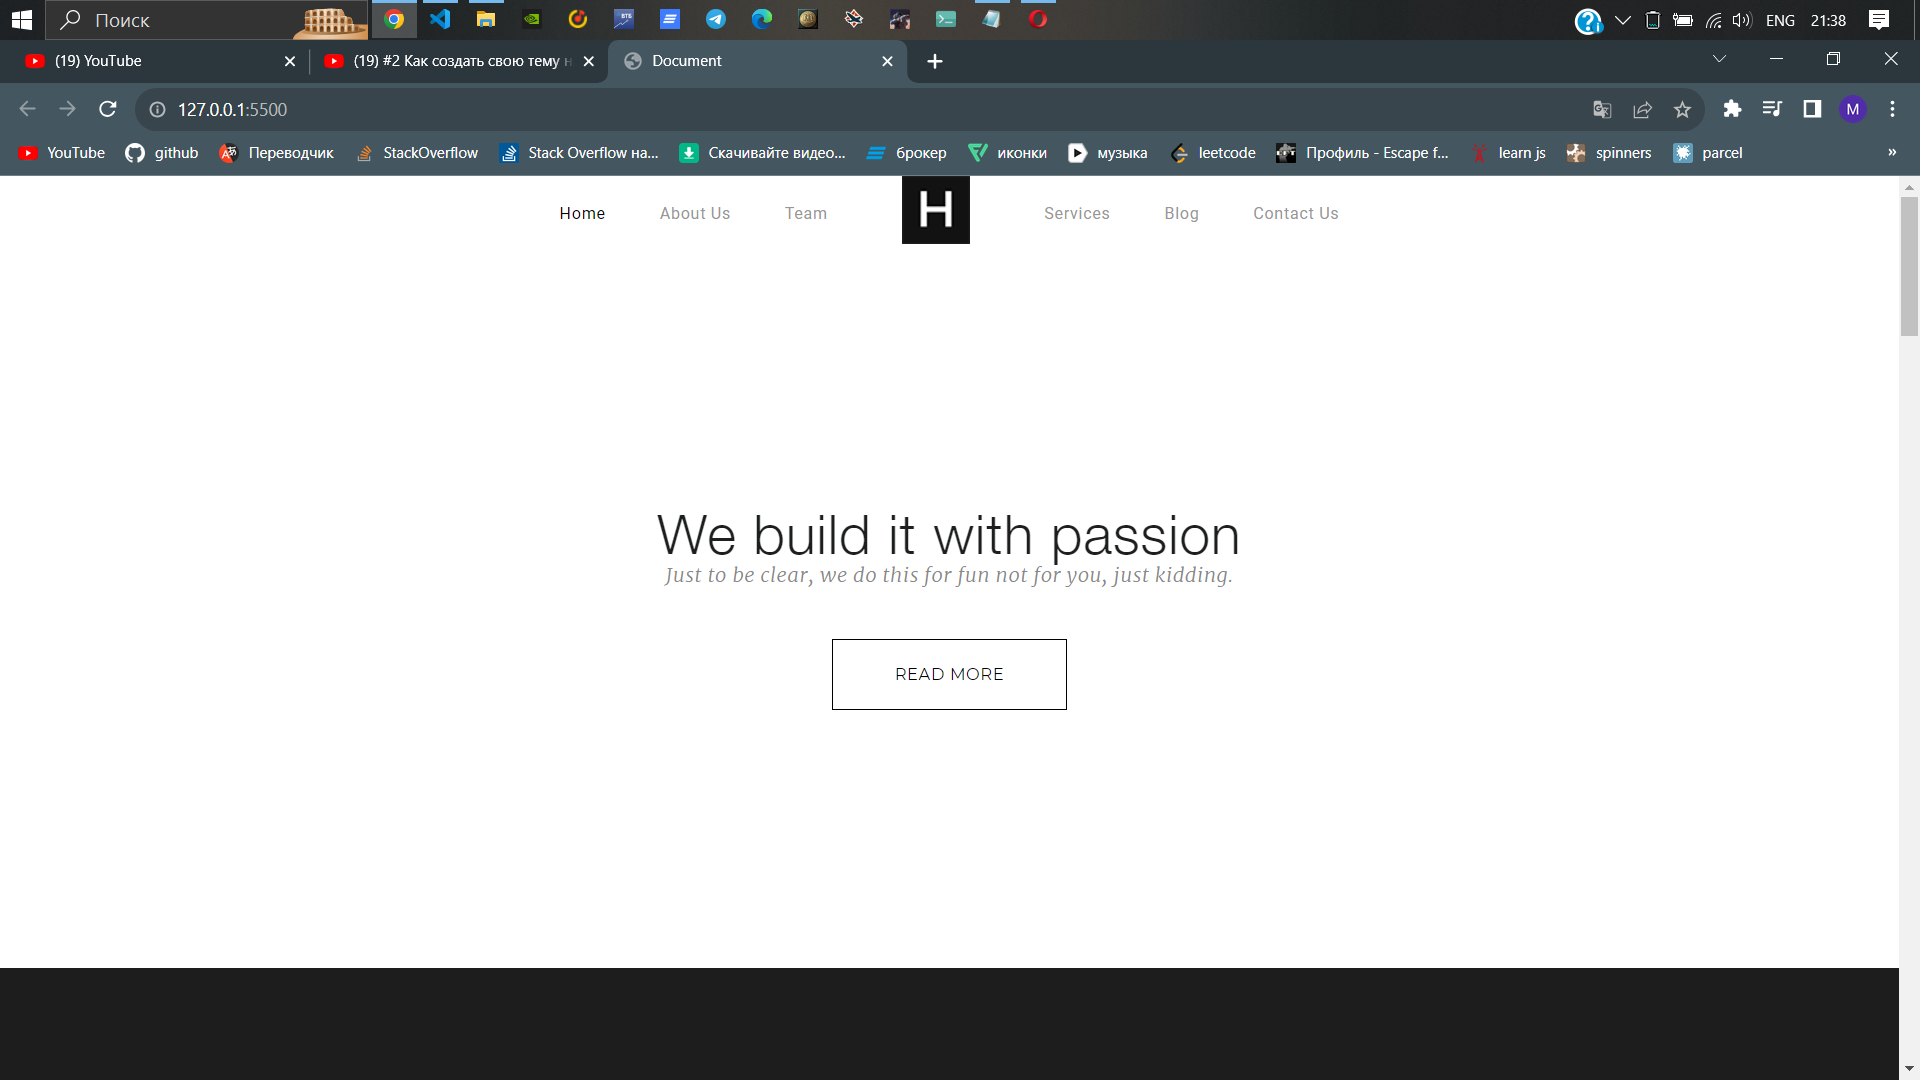 Поиск
ВТБ
ENG 21:38
(19) YouTube
(19) #2 Как создать свою тему н
Document
127.0.0.1:5500
M
YouTube github Переводчик StackOverflow Stack Overflow на... Скачивайте видео... брокер иконки музыка leetcode Профиль - Escape f... learn js spinners parcel »
Home About Us Team H Services Blog Contact Us
We build it with passion
Just to be clear, we do this for fun not for you, just kidding.
READ MORE